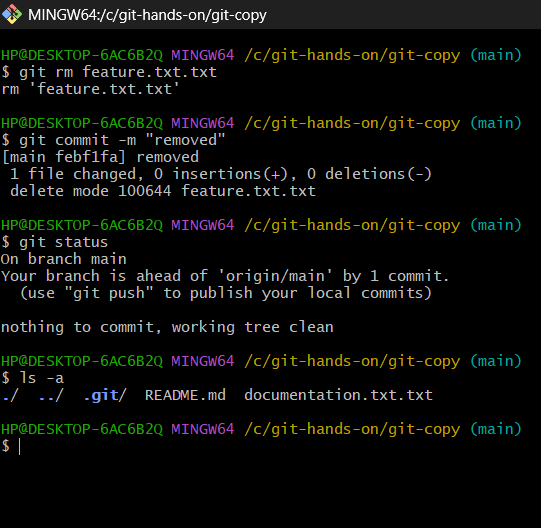 MINGW64:/c/git-hands-on/git-copy
HP@DESKTOP-6AC6B2Q MINGW64 /c/git-hands-on/git-copy (main)
$ git rm feature.txt.txt
rm 'feature.txt.txt'
HP@DESKTOP-6AC6B2Q MINGW64 /c/git-hands-on/git-copy (main)
$ git commit -m "removed"
[main febf1fa] removed
 1 file changed, 0 insertions(+), 0 deletions(-)
 delete mode 100644 feature.txt.txt
HP@DESKTOP-6AC6B2Q MINGW64 /c/git-hands-on/git-copy (main)
$ git status
On branch main
Your branch is ahead of 'origin/main' by 1 commit.
  (use "git push" to publish your local commits)
nothing to commit, working tree clean
HP@DESKTOP-6AC6B2Q MINGW64 /c/git-hands-on/git-copy (main)
$ ls -a
./  ../  .git/  README.md  documentation.txt.txt
HP@DESKTOP-6AC6B2Q MINGW64 /c/git-hands-on/git-copy (main)
$